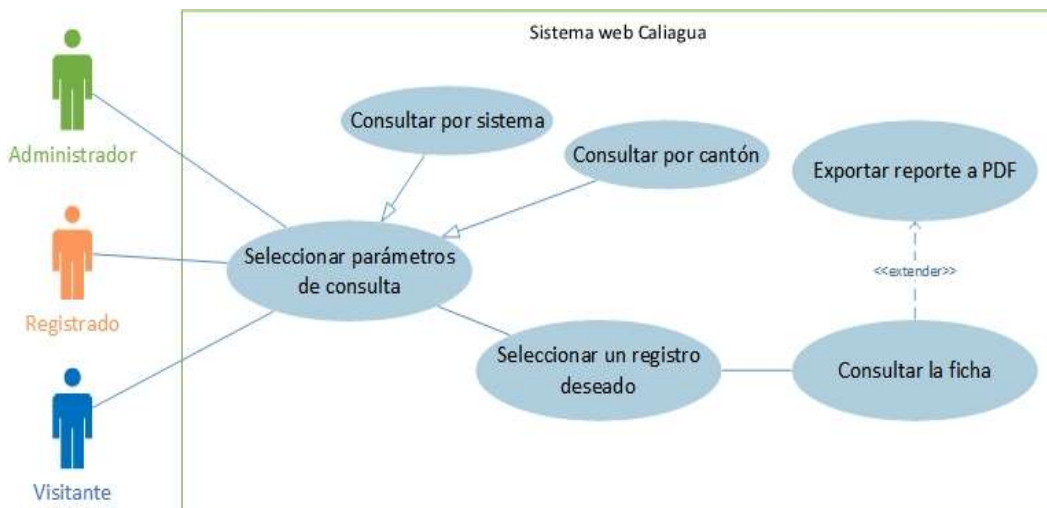 Sistema web Caliagua
Administrador
Consultar por sistema
Consultar por cantón
Exportar reporte a PDF
Registrado
Seleccionar parámetros
de consulta
<<extender>>
Seleccionar un registro
deseado
Consultar la ficha
Visitante